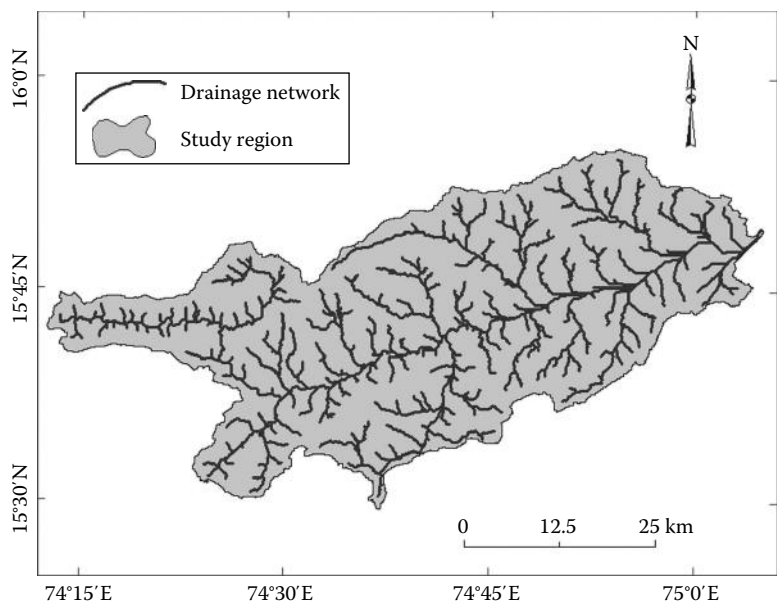 N
Drainage network
Study region
16°0′N
15°45′N
15°30′N
0 12.5 25 km
74°15′E 74°30′E 74°45′E 75°0′E